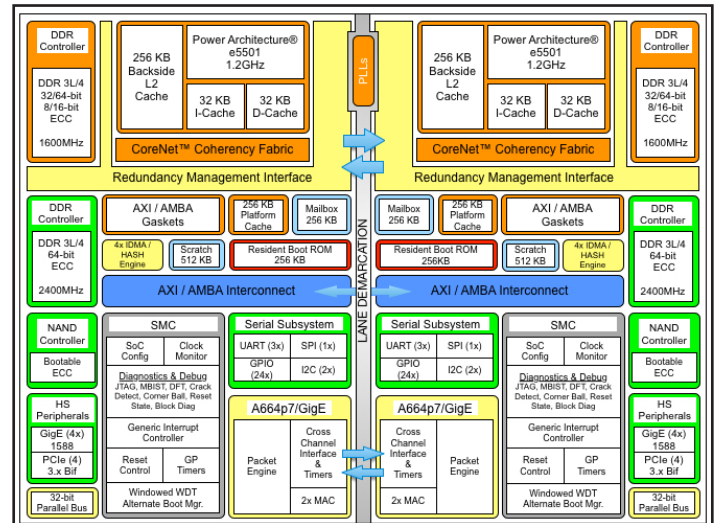 DDR
Controller
DDR 3L/4
32/64-bit
8/16-bit
ECC
1600MHz
256 KB
Backside
L2
Cache
Power Architecture®
e5501
1.2GHz
32 KB
I-Cache
32 KB
D-Cache
CoreNet™ Coherency Fabric
Redundancy Management Interface
PLLs
256 KB
Backside
L2
Cache
Power Architecture®
e5501
1.2GHz
32 KB
I-Cache
32 KB
D-Cache
CoreNet™ Coherency Fabric
Redundancy Management Interface
DDR
Controller
DDR 3L/4
32/64-bit
8/16-bit
ECC
1600MHz
LANE DEMARCATION
DDR
Controller
DDR 3L/4
64-bit
ECC
2400MHz
AXI / AMBA
Gaskets
256 KB
Platform
Cache
Mailbox
256 KB
4x IDMA /
HASH
Engine
Scratch
512 KB
Resident Boot ROM
256 KB
AXI / AMBA Interconnect
Mailbox
256 KB
256 KB
Platform
Cache
AXI / AMBA
Gaskets
Resident Boot ROM
256KB
Scratch
512 KB
4x IDMA /
HASH
Engine
AXI / AMBA Interconnect
DDR
Controller
DDR 3L/4
64-bit
ECC
2400MHz
NAND
Controller
Bootable
ECC
HS
Peripherals
GigE (4x)
1588
PCIe (4)
3.x Bif
32-bit
Parallel Bus
SMC
SoC
Config
Clock
Monitor
Diagnostics & Debug
JTAG, MBIST, DFT, Crack
Detect, Corner Ball, Reset
State, Block Diag
Generic Interrupt
Controller
Reset
Control
GP
Timers
Windowed WDT
Alternate Boot Mgr.
Serial Subsystem
UART (3x)
SPI (1x)
GPIO
(24x)
I2C (2x)
A664p7/GigE
Packet
Engine
Cross
Channel
Interface
&
Timers
2x MAC
Serial Subsystem
UART (3x)
SPI (1x)
GPIO
(24x)
I2C (2x)
A664p7/GigE
Cross
Channel
Interface
&
Timers
2x MAC
Packet
Engine
SMC
SoC
Config
Clock
Monitor
Diagnostics & Debug
JTAG, MBIST, DFT, Crack
Detect, Corner Ball, Reset
State, Block Diag
Generic Interrupt
Controller
Reset
Control
GP
Timers
Windowed WDT
Alternate Boot Mgr.
NAND
Controller
Bootable
ECC
HS
Peripherals
GigE (4x)
1588
PCIe (4)
3.x Bif
32-bit
Parallel Bus